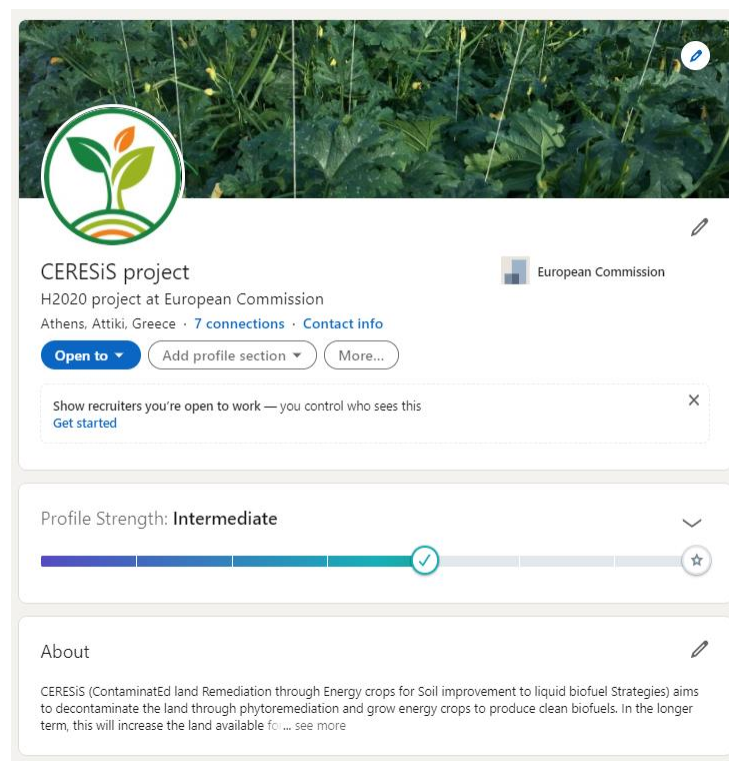 CERESiS project
European Commission
H2020 project at European Commission
Athens, Attiki, Greece · 7 connections · Contact info
Open to
Add profile section
More...
Show recruiters you're open to work — you control who sees this
Get started
Profile Strength: Intermediate
About
CERESiS (ContaminatEd land Remediation through Energy crops for Soil improvement to liquid biofuel Strategies) aims
to decontaminate the land through phytoremediation and grow energy crops to produce clean biofuels. In the longer
term, this will increase the land available fo... see more